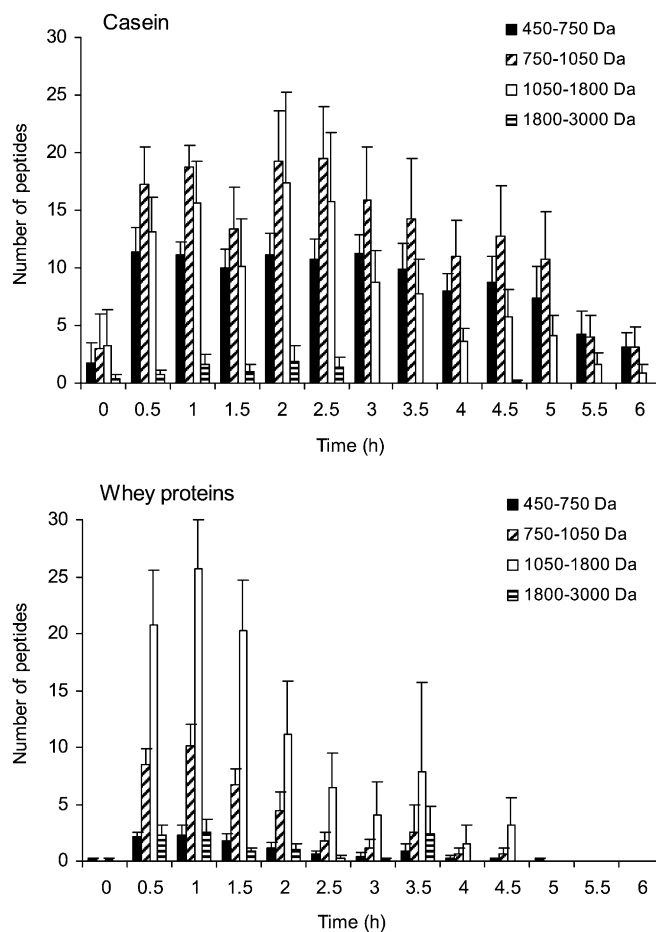 Casein
450-750 Da
750-1050 Da
1050-1800 Da
1800-3000 Da
Number of peptides
30
25
20
15
10
5
0
0 0.5 1 1.5 2 2.5 3 3.5 4 4.5 5 5.5 6
Time (h)
Whey proteins
450-750 Da
750-1050 Da
1050-1800 Da
1800-3000 Da
Number of peptides
30
25
20
15
10
5
0
0 0.5 1 1.5 2 2.5 3 3.5 4 4.5 5 5.5 6
Time (h)